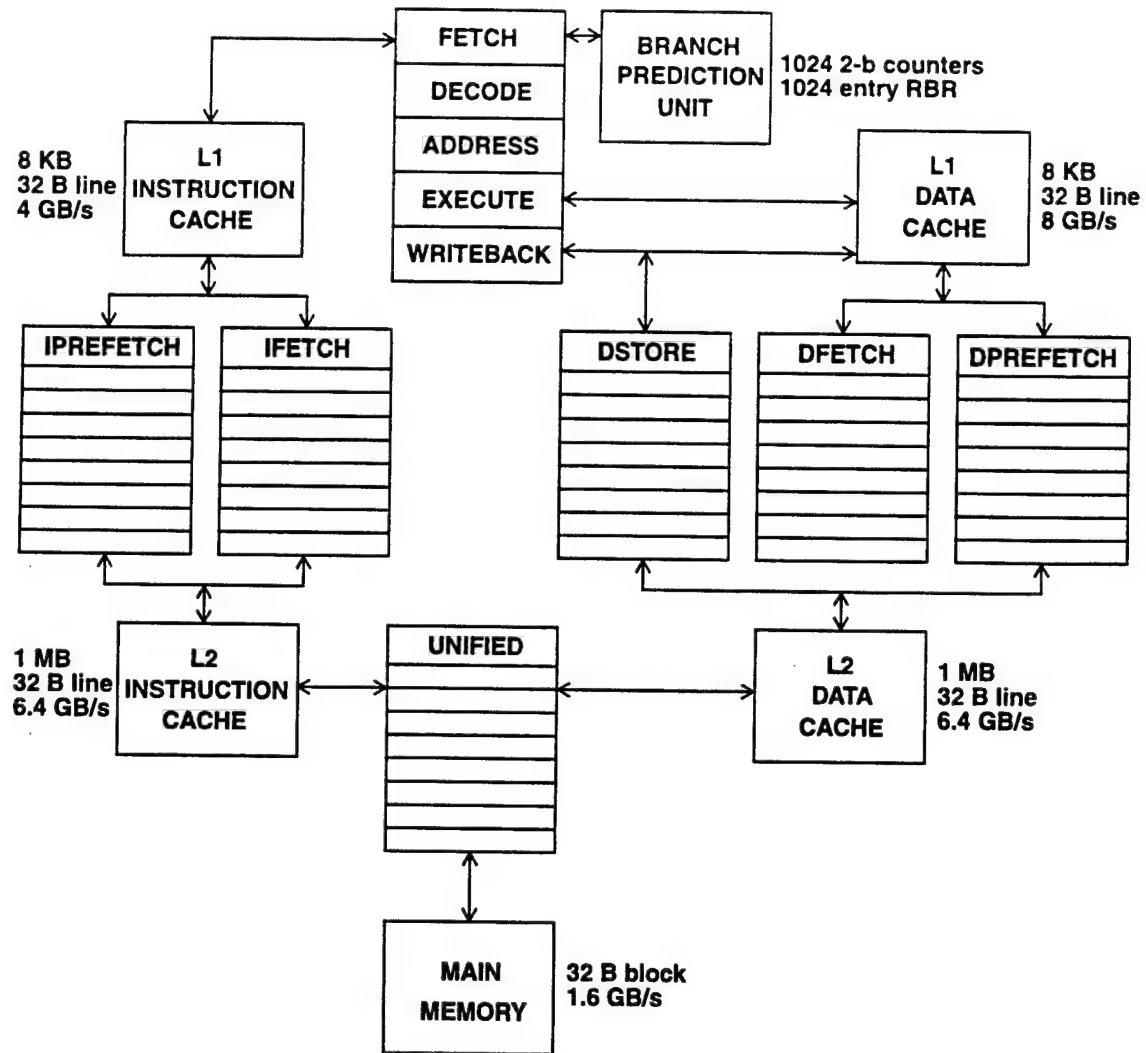 FETCH
DECODE
ADDRESS
EXECUTE
WRITEBACK
BRANCH
PREDICTION
UNIT
1024 2-b counters
1024 entry RBR
8 KB
32 B line
4 GB/s
L1
INSTRUCTION
CACHE
L1
DATA
CACHE
8 KB
32 B line
8 GB/s
IPREFETCH
IFETCH
DSTORE
DFETCH
DPREFETCH
1 MB
32 B line
6.4 GB/s
L2
INSTRUCTION
CACHE
UNIFIED
L2
DATA
CACHE
1 MB
32 B line
6.4 GB/s
MAIN
MEMORY
32 B block
1.6 GB/s